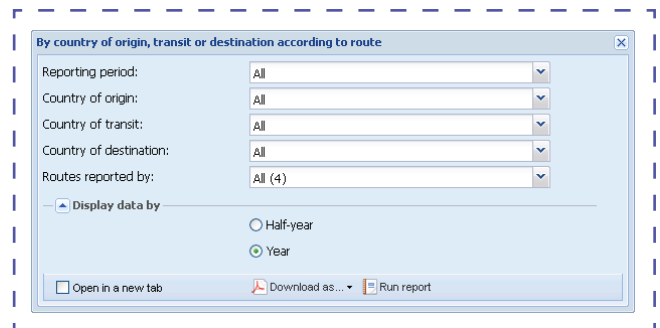 By country of origin, transit or destination according to route
Reporting period: All
Country of origin: All
Country of transit: All
Country of destination: All
Routes reported by: All (4)
Display data by
Half-year
Year
Open in a new tab Download as... Run report